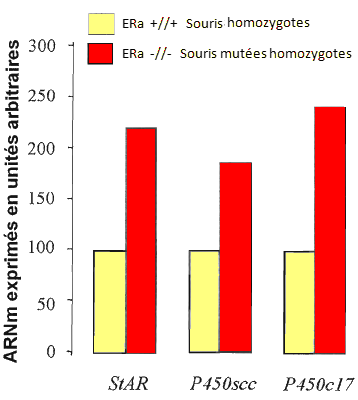 ERa +//+ Souris homozygotes
ERa -//- Souris mutées homozygotes
ARNm exprimés en unités arbitraires
300
250
200
150
100
50
0
StAR P450scc P450c17